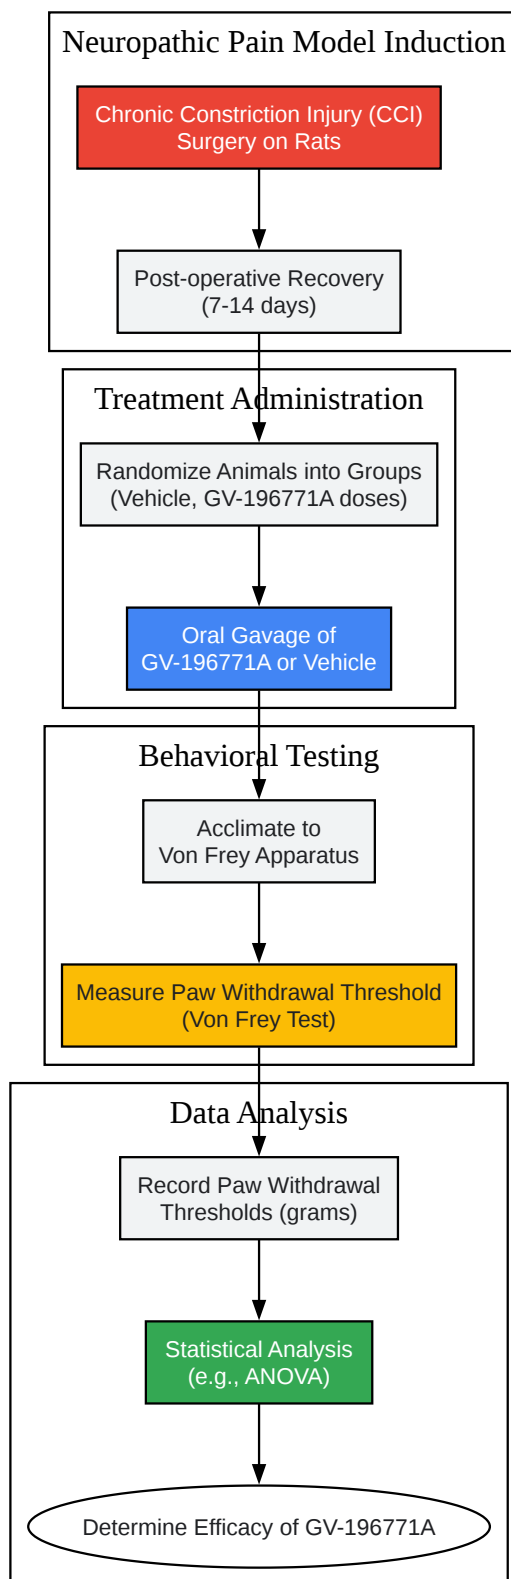 Neuropathic Pain Model Induction
Chronic Constriction Injury (CCI)
Surgery on Rats
Post-operative Recovery
(7-14 days)
Treatment Administration
Randomize Animals into Groups
(Vehicle, GV-196771A doses)
Oral Gavage of
GV-196771A or Vehicle
Behavioral Testing
Acclimate to
Von Frey Apparatus
Measure Paw Withdrawal Threshold
(Von Frey Test)
Data Analysis
Record Paw Withdrawal
Thresholds (grams)
Statistical Analysis
(e.g., ANOVA)
Determine Efficacy of GV-196771A